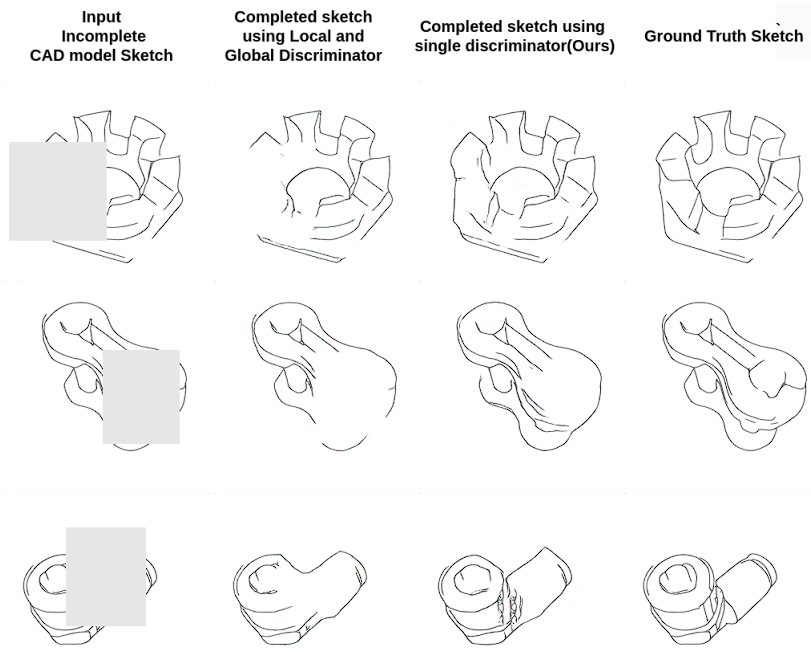 Input
Incomplete
CAD model Sketch
Completed sketch
using Local and
Global Discriminator
Completed sketch using
single discriminator(Ours)
Ground Truth Sketch